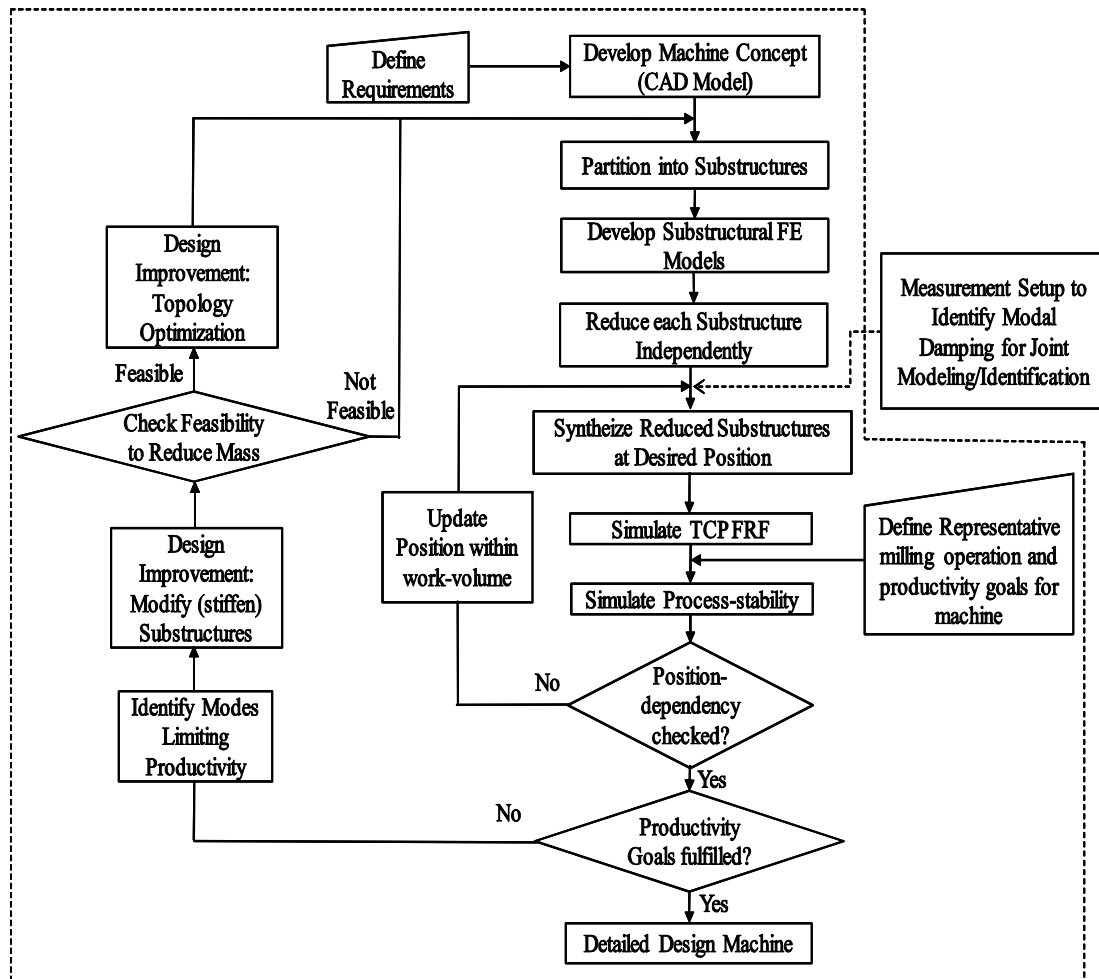 Define
Requirements
Develop Machine Concept
(CAD Model)
Partition into Substructures
Develop Substructural FE
Models
Reduce each Substructure
Independently
Measurement Setup to
Identify Modal
Damping for Joint
Modeling/Identification
Design
Improvement:
Topology
Optimization
Feasible
Not
Feasible
Check Feasibility
to Reduce Mass
Syntheize Reduced Substructures
at Desired Position
Update
Position within
work-volume
Simulate TCP FRF
Define Representative
milling operation and
productivity goals for
machine
Simulate Process-stability
Design
Improvement:
Modify (stiffen)
Substructures
No
Position-
dependency
checked?
Identify Modes
Limiting
Productivity
Yes
No
Productivity
Goals fulfilled?
Yes
Detailed Design Machine